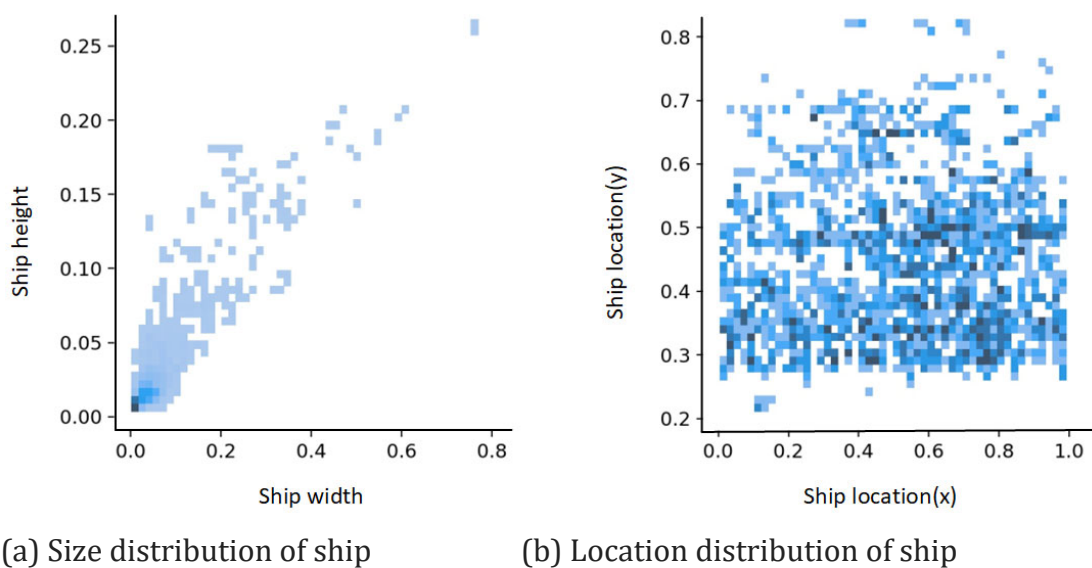 0.25
0.20
0.15
0.10
0.05
0.00
Ship height
0.0 0.2 0.4 0.6 0.8
Ship width
(a) Size distribution of ship
0.8
0.7
0.6
0.5
0.4
0.3
0.2
Ship location(y)
0.0 0.2 0.4 0.6 0.8 1.0
Ship location(x)
(b) Location distribution of ship